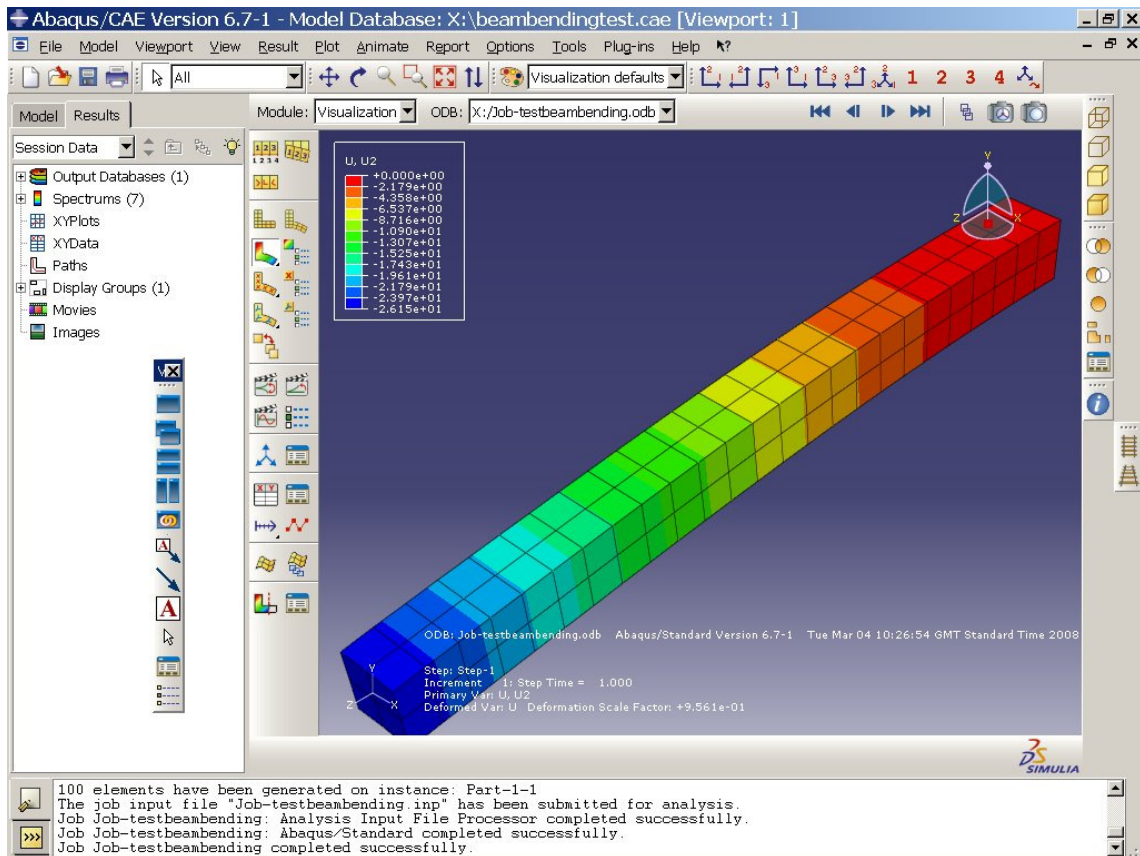 Abaqus/CAE Version 6.7-1 - Model Database: X:\beambendingtest.cae [Viewport: 1]
File Model Viewport View Result Plot Animate Report Options Tools Plug-ins Help
All Visualization defaults 1 2 3 4
Model Results Module: Visualization ODB: X:/Job-testbeambending.odb
Session Data
Output Databases (1)
Spectrums (7)
XYPlots
XYData
Paths
Display Groups (1)
Movies
Images
U, U2
+0.000e+00
-2.179e+00
-4.358e+00
-6.537e+00
-8.716e+00
-1.090e+01
-1.307e+01
-1.525e+01
-1.743e+01
-1.961e+01
-2.179e+01
-2.397e+01
-2.615e+01
Y
Z X
ODB: Job-testbeambending.odb Abaqus/Standard Version 6.7-1 Tue Mar 04 10:26:54 GMT Standard Time 2008
Step: Step-1
Increment 1: Step Time = 1.000
Primary Var: U, U2
Deformed Var: U Deformation Scale Factor: +9.561e-01
Y
Z X
SIMULIA
100 elements have been generated on instance: Part-1-1
The job input file "Job-testbeambending.inp" has been submitted for analysis.
Job Job-testbeambending: Analysis Input File Processor completed successfully.
Job Job-testbeambending: Abaqus/Standard completed successfully.
Job Job-testbeambending completed successfully.